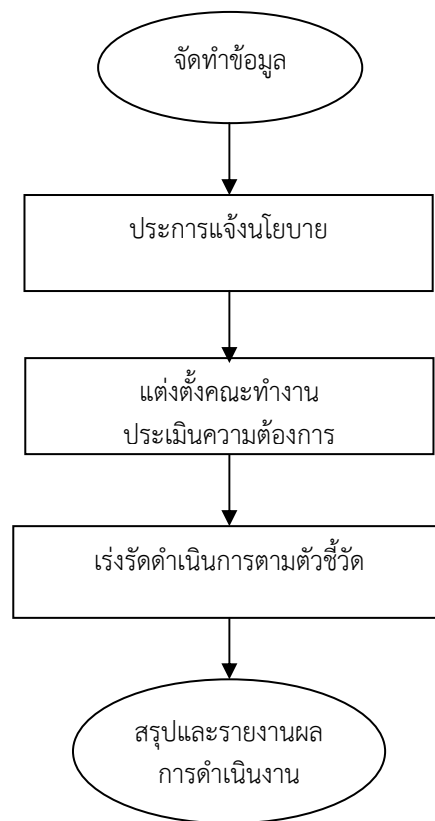 จัดทำข้อมูล
ประการแจ้งนโยบาย
แต่งตั้งคณะทำงาน
ประเมินความต้องการ
เร่งรัดดำเนินการตามตัวชี้วัด
สรุปและรายงานผล
การดำเนินงาน